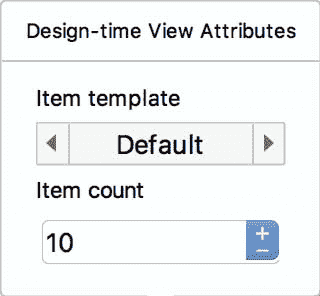 Design-time View Attributes
Item template
Default
Item count
10